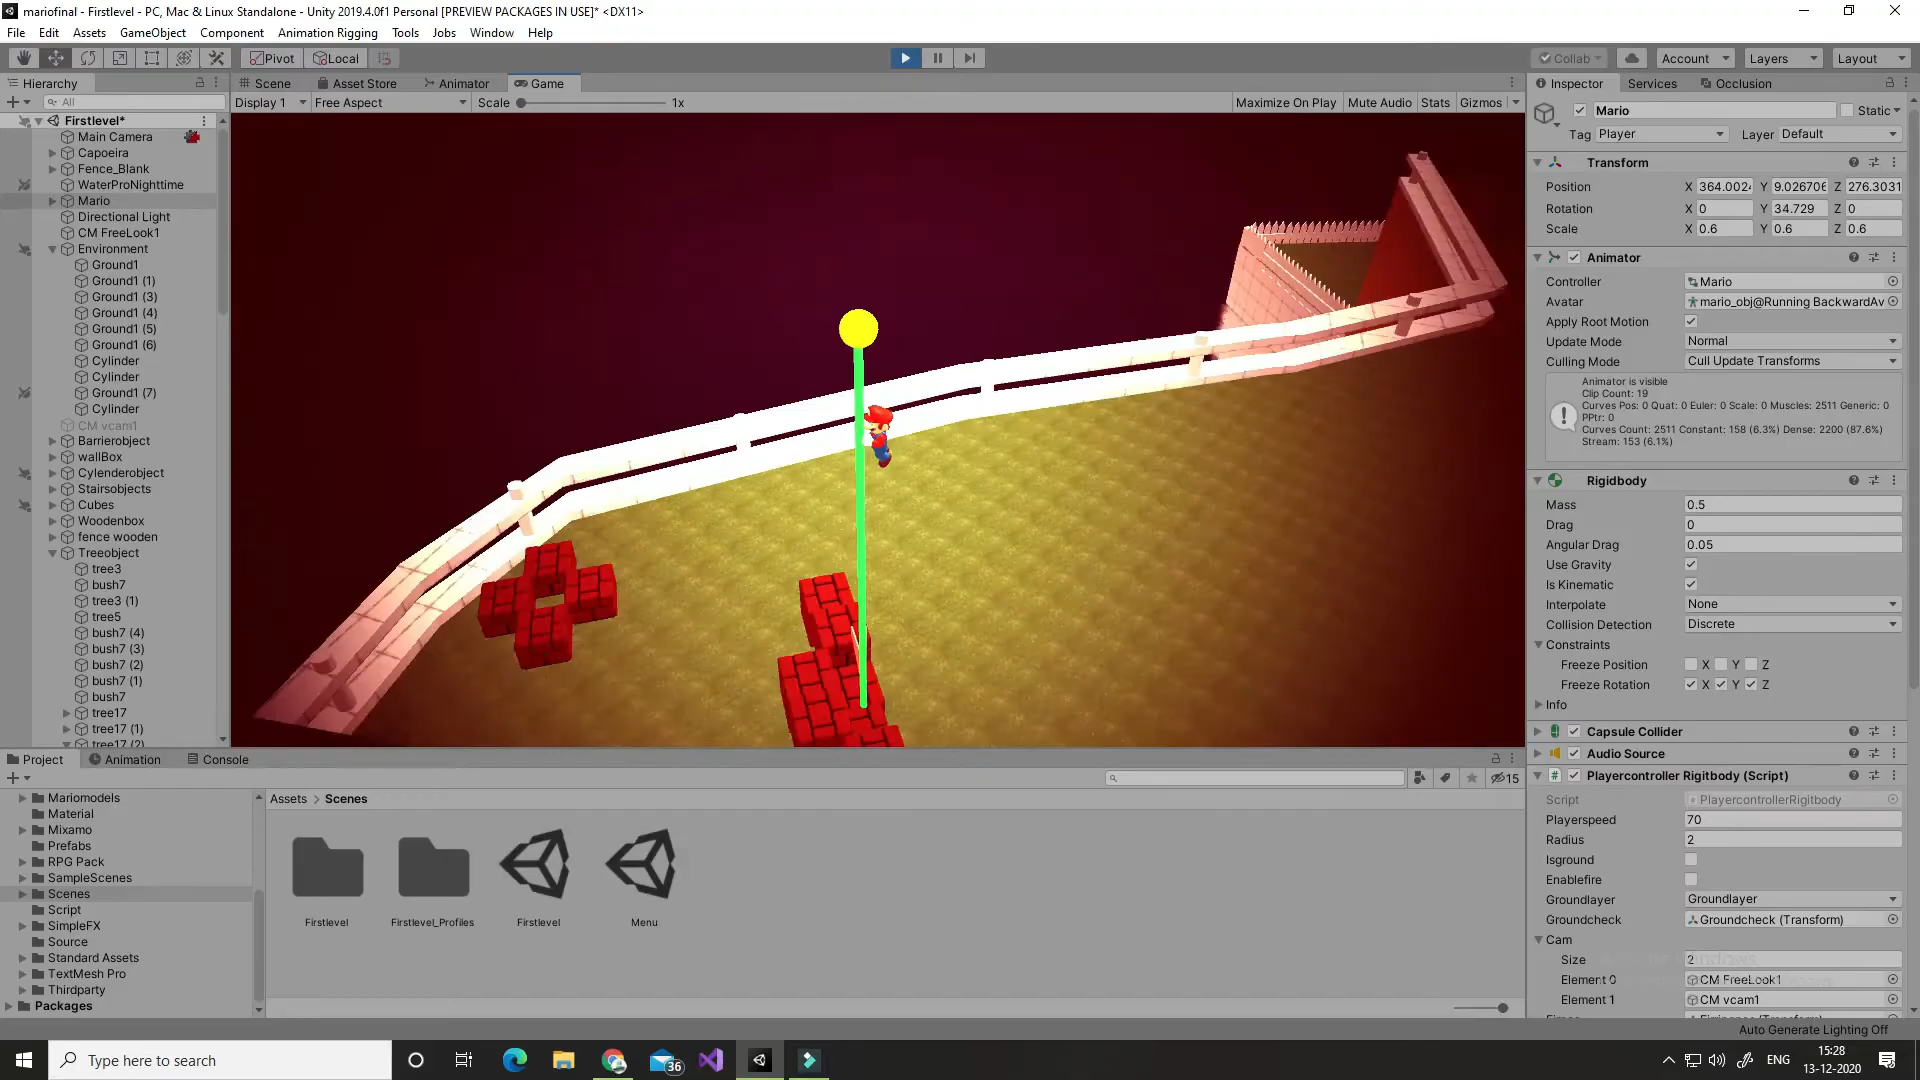 mariofinal - Firstlevel - PC, Mac & Linux Standalone - Unity 2019.4.0f1 Personal [PREVIEW PACKAGES IN USE]* <DX11>
File Edit Assets GameObject Component Animation Rigging Tools Jobs Window Help
Pivot Local Collab Account Layers Layout
Hierarchy
All
Firstlevel*
Main Camera
Capoeira
Fence_Blank
WaterProNighttime
Mario
Directional Light
CM FreeLook1
Environment
Ground1
Ground1 (1)
Ground1 (3)
Ground1 (4)
Ground1 (5)
Ground1 (6)
Cylinder
Cylinder
Ground1 (7)
Cylinder
CM vcam1
Barrierobject
wallBox
Cylenderobject
Stairsobjects
Cubes
Woodenbox
fence wooden
Treeobject
tree3
bush7
tree3 (1)
tree5
bush7 (4)
bush7 (3)
bush7 (2)
bush7 (1)
bush7
tree17
tree17 (1)
tree17 (2)
Scene Asset Store Animator Game
Display 1 Free Aspect Scale 1x Maximize On Play Mute Audio Stats Gizmos
Inspector Services Occlusion
Mario Static
Tag Player Layer Default
Transform
Position X 364.0024 Y 9.026706 Z 276.3031
Rotation X 0 Y 34.729 Z 0
Scale X 0.6 Y 0.6 Z 0.6
Animator
Controller Mario
Avatar mario_obj@Running BackwardAv
Apply Root Motion
Update Mode Normal
Culling Mode Cull Update Transforms
Animator is visible
Clip Count: 19
Curves Pos: 0 Quat: 0 Euler: 0 Scale: 0 Muscles: 2511 Generic: 0
PPtr: 0
Curves Count: 2511 Constant: 158 (6.3%) Dense: 2200 (87.6%)
Stream: 153 (6.1%)
Rigidbody
Mass 0.5
Drag 0
Angular Drag 0.05
Use Gravity
Is Kinematic
Interpolate None
Collision Detection Discrete
Constraints
Freeze Position X Y Z
Freeze Rotation X Y Z
Info
Capsule Collider
Audio Source
Playercontroller Rigitbody (Script)
Script PlayercontrollerRigitbody
Playerspeed 70
Radius 2
Isground
Enablefire
Groundlayer Groundlayer
Groundcheck Groundcheck (Transform)
Cam
Size 2
Element 0 CM FreeLook1
Element 1 CM vcam1
Auto Generate Lighting Off
Project Animation Console
15
Mariomodels
Material
Mixamo
Prefabs
RPG Pack
SampleScenes
Scenes
Script
SimpleFX
Source
Standard Assets
TextMesh Pro
Thirdparty
Packages
Assets > Scenes
Firstlevel Firstlevel_Profiles Firstlevel Menu
Type here to search
36
ENG
15:28
13-12-2020